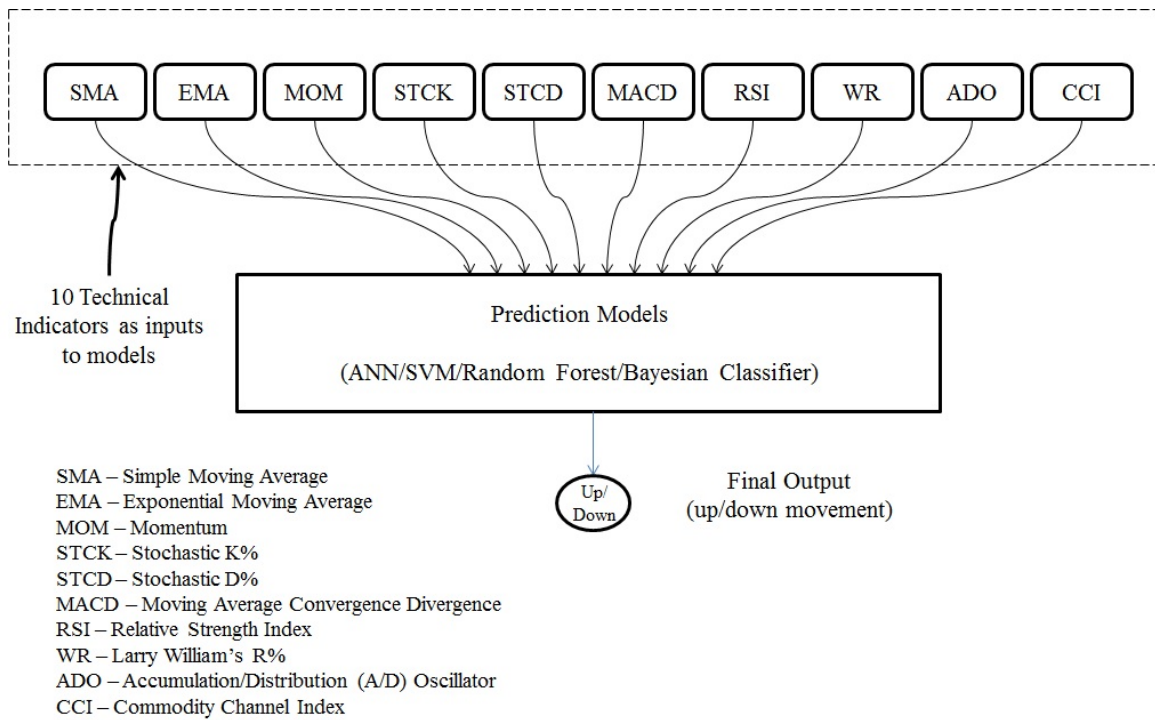 SMA
EMA
MOM
STCK
STCD
MACD
RSI
WR
ADO
CCI
10 Technical
Indicators as inputs
to models
Prediction Models
(ANN/SVM/Random Forest/Bayesian Classifier)
Up/
Down
Final Output
(up/down movement)
SMA – Simple Moving Average
EMA – Exponential Moving Average
MOM – Momentum
STCK – Stochastic K%
STCD – Stochastic D%
MACD – Moving Average Convergence Divergence
RSI – Relative Strength Index
WR – Larry William's R%
ADO – Accumulation/Distribution (A/D) Oscillator
CCI – Commodity Channel Index